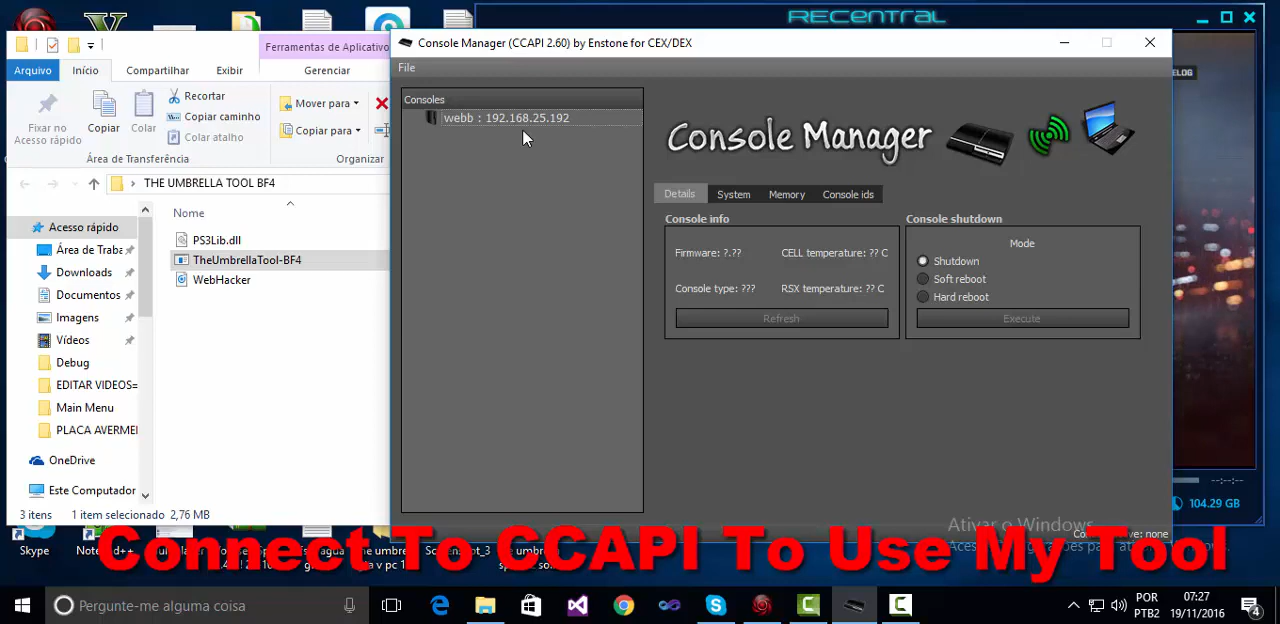 RECENTRAL
Ferramentas de Aplicativo
Console Manager (CCAPI 2.60) by Enstone for CEX/DEX
Arquivo
Início
Compartilhar
Exibir
Gerenciar
File
Fixar no
Acesso rápido
Copiar
Colar
Recortar
Copiar caminho
Colar atalho
Mover para
Copiar para
Área de Transferência
Organizar
THE UMBRELLA TOOL BF4
Nome
Acesso rápido
Área de Traba
Downloads
Documentos
Imagens
Vídeos
Debug
EDITAR VIDEOS=
Main Menu
PLACA AVERMEI
OneDrive
Este Computador
PS3Lib.dll
TheUmbrellaTool-BF4
WebHacker
3 itens
1 item selecionado 2,76 MB
Consoles
webb : 192.168.25.192
Console Manager
Details
System
Memory
Console ids
Console info
Firmware: ?.??
CELL temperature: ?? C
Console type: ???
RSX temperature: ?? C
Refresh
Console shutdown
Mode
Shutdown
Soft reboot
Hard reboot
Execute
ELOG
--:--:--
104.29 GB
Ativar o Windows
Connect To CCAPI To Use My Tool
Skype
Screenshot_3
Pergunte-me alguma coisa
POR
PTB2
07:27
19/11/2016
4